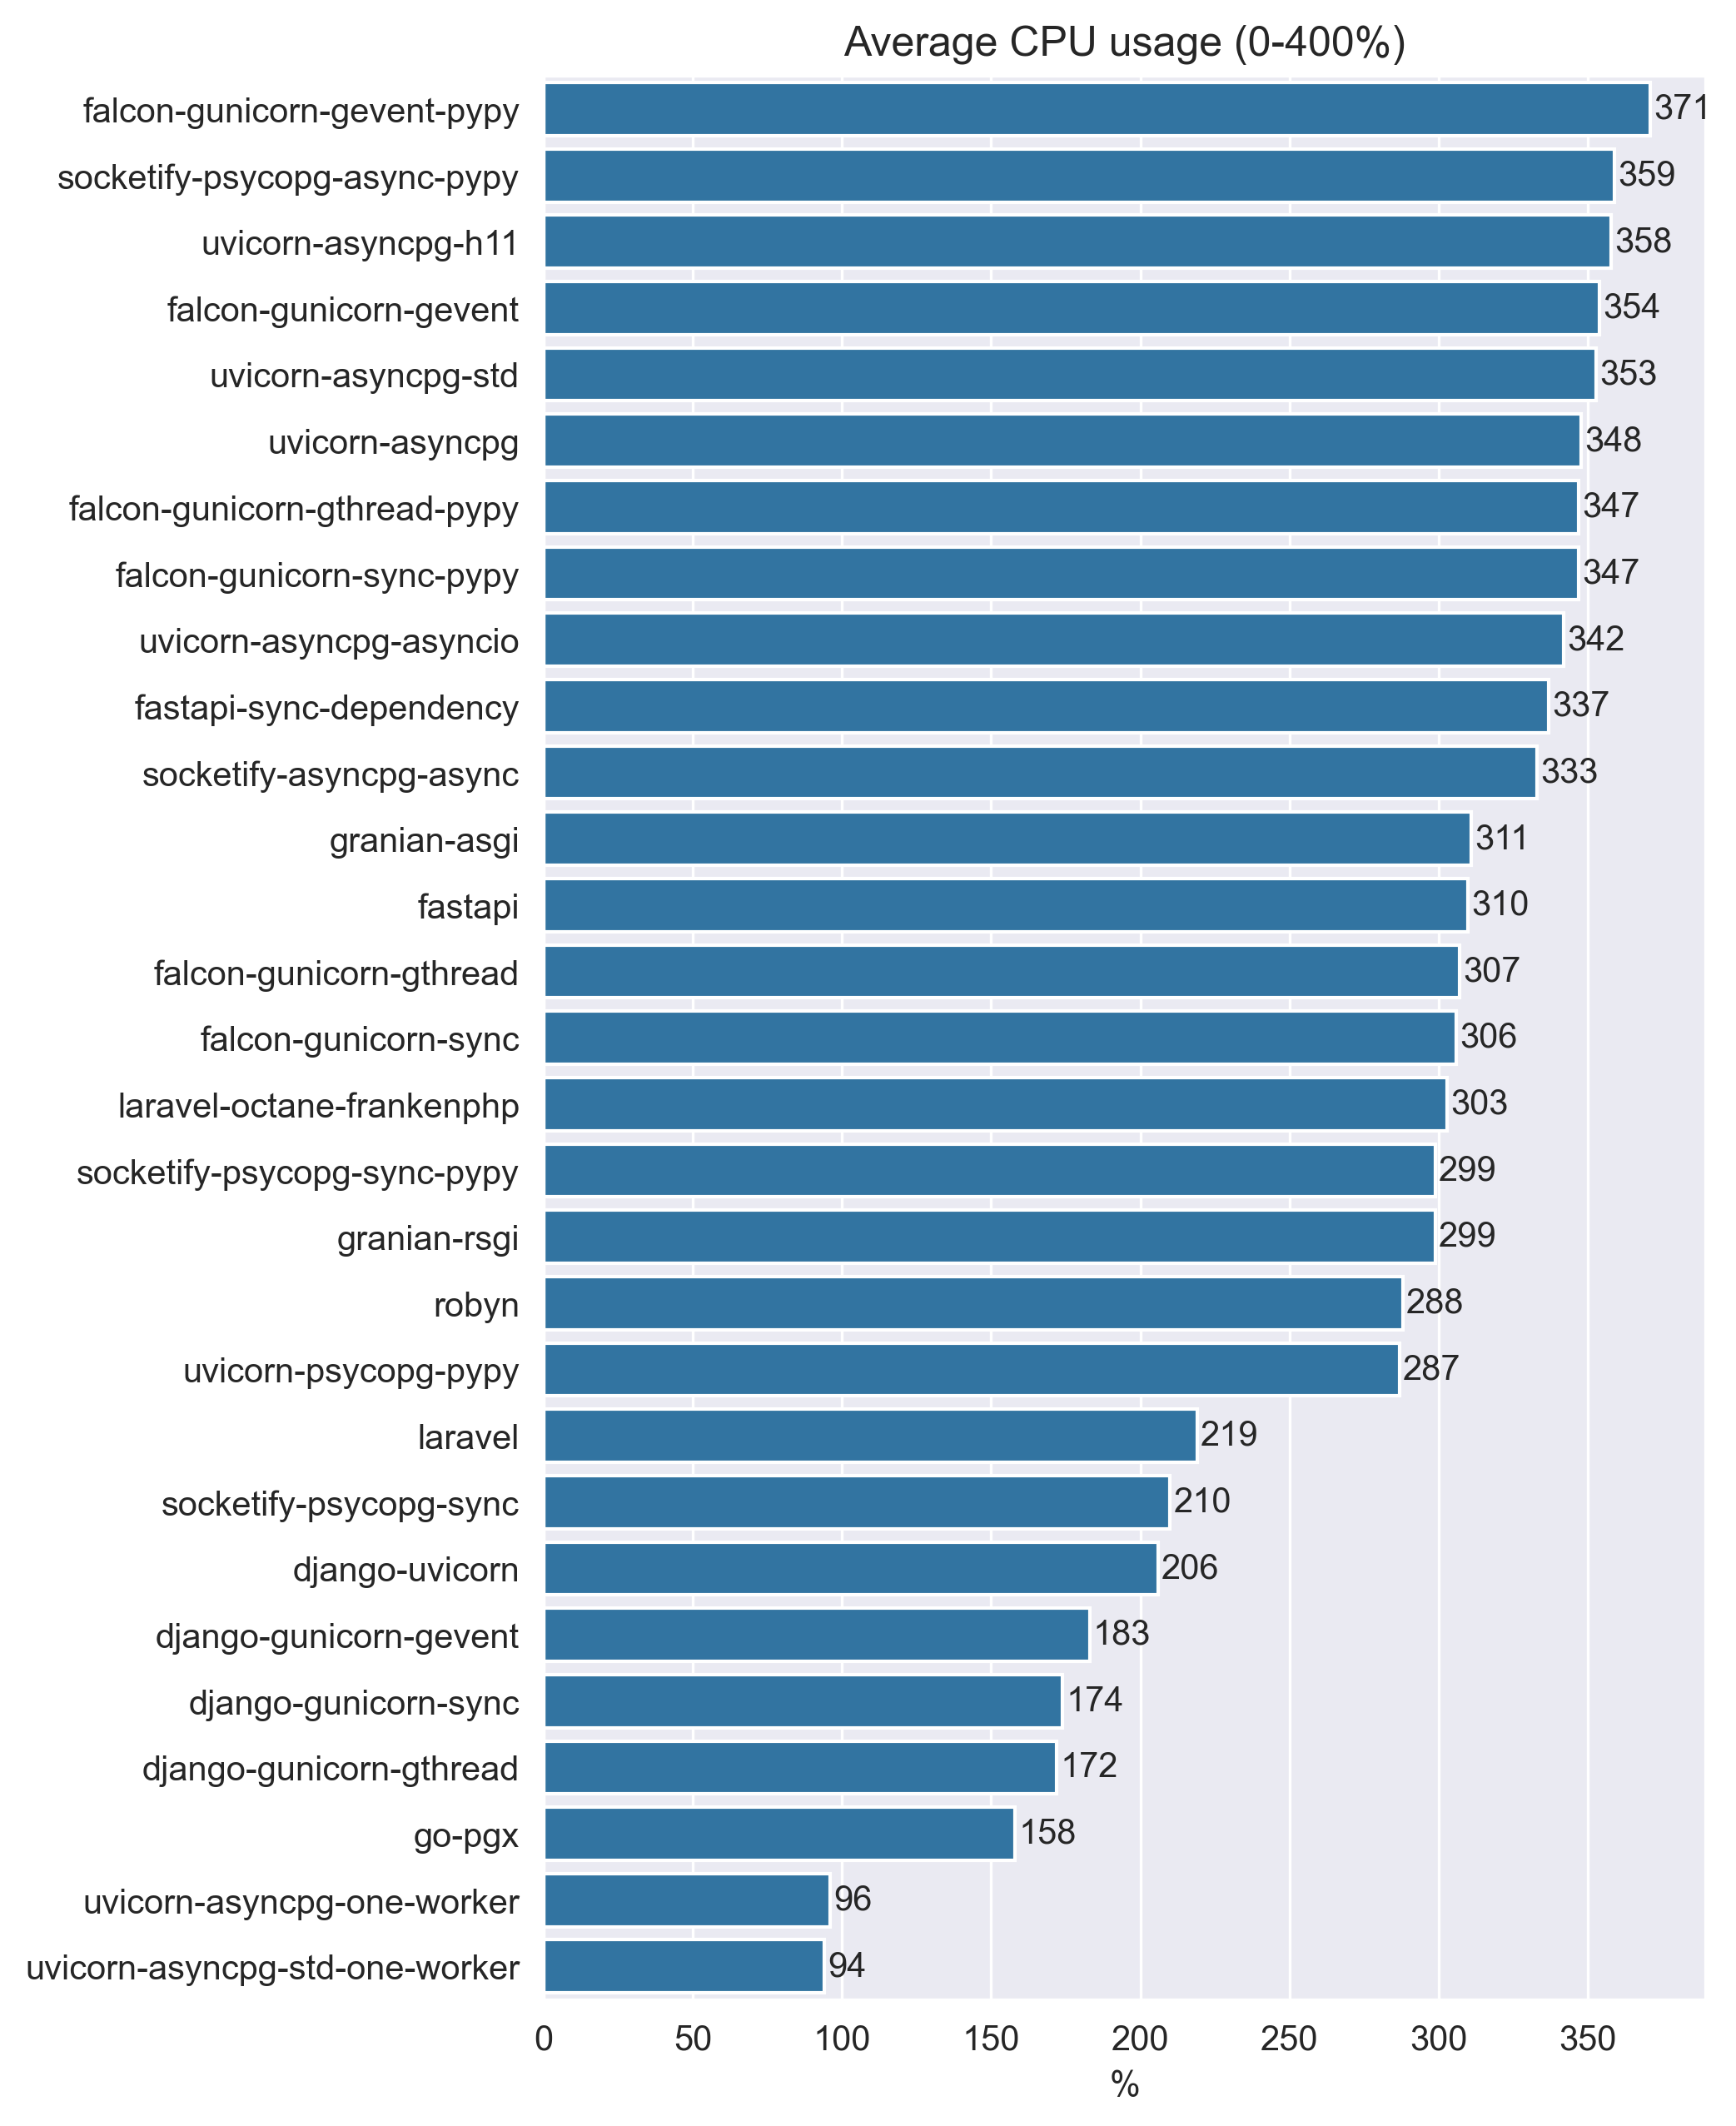 Average CPU usage (0-400%)
falcon-gunicorn-gevent-pypy 371
socketify-psycopg-async-pypy 359
uvicorn-asyncpg-h11 358
falcon-gunicorn-gevent 354
uvicorn-asyncpg-std 353
uvicorn-asyncpg 348
falcon-gunicorn-gthread-pypy 347
falcon-gunicorn-sync-pypy 347
uvicorn-asyncpg-asyncio 342
fastapi-sync-dependency 337
socketify-asyncpg-async 333
granian-asgi 311
fastapi 310
falcon-gunicorn-gthread 307
falcon-gunicorn-sync 306
laravel-octane-frankenphp 303
socketify-psycopg-sync-pypy 299
granian-rsgi 299
robyn 288
uvicorn-psycopg-pypy 287
laravel 219
socketify-psycopg-sync 210
django-uvicorn 206
django-gunicorn-gevent 183
django-gunicorn-sync 174
django-gunicorn-gthread 172
go-pgx 158
uvicorn-asyncpg-one-worker 96
uvicorn-asyncpg-std-one-worker 94
0 50 100 150 200 250 300 350
%